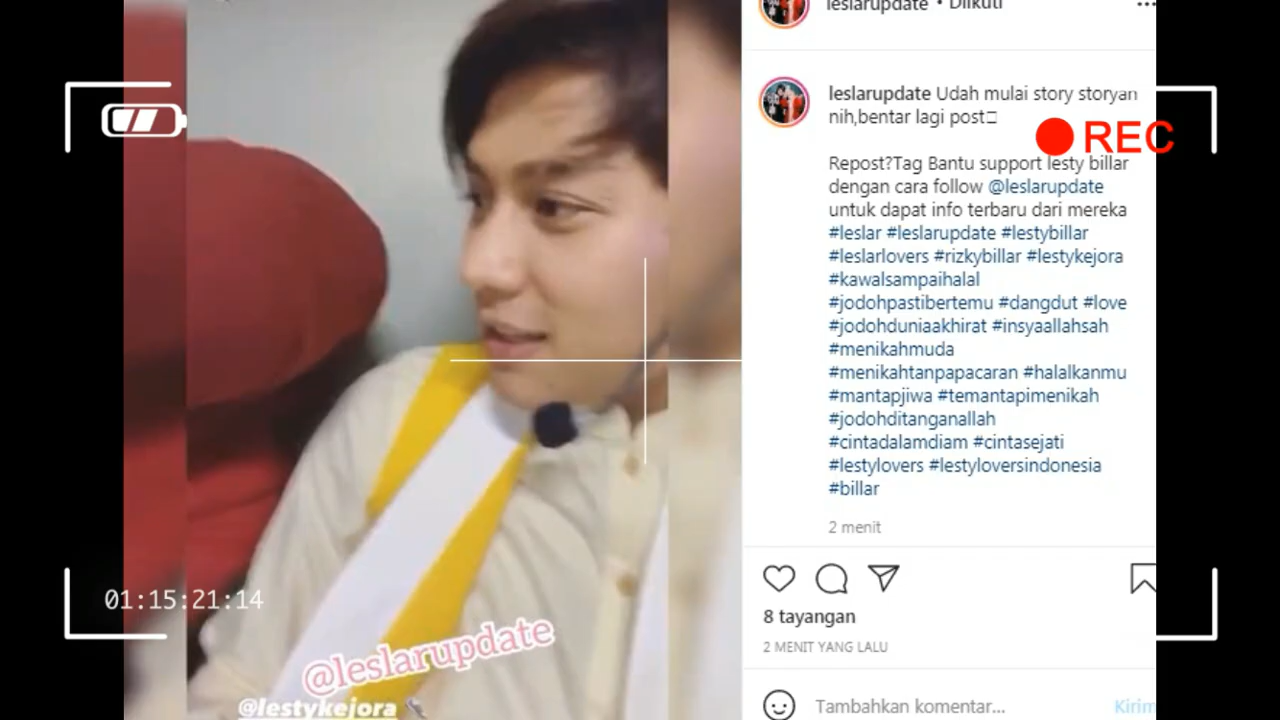 leslarupdate • Diikuti
leslarupdate Udah mulai story storyan
nih,bentar lagi post
REC
Repost?Tag Bantu support lesty billar
dengan cara follow @leslarupdate
untuk dapat info terbaru dari mereka
#leslar #leslarupdate #lestybillar
#leslarlovers #rizkybillar #lestykejora
#kawalsampaihalal
#jodohpastibertemu #dangdut #love
#jodohduniaakhirat #insyaallahsah
#menikahmuda
#menikahtanpapacaran #halalkanmu
#mantapjiwa #temantapimenikah
#jodohditanganallah
#cintadalamdiam #cintasejati
#lestylovers #lestyloversindonesia
#billar
2 menit
8 tayangan
2 MENIT YANG LALU
Tambahkan komentar... Kirim
01:15:21:14
@leslarupdate
@lestykejora